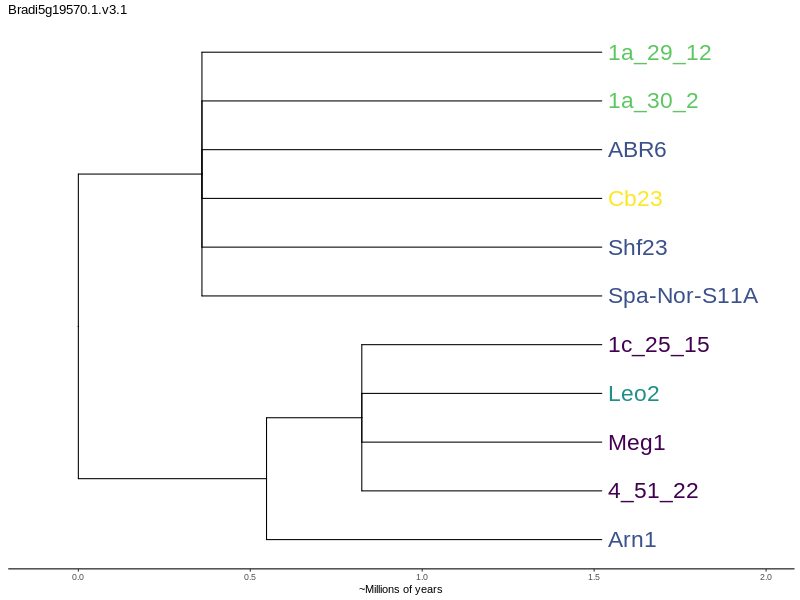 Bradi5g19570.1.v3.1
1a_29_12
1a_30_2
ABR6
Cb23
Shf23
Spa-Nor-S11A
1c_25_15
Leo2
Meg1
4_51_22
Arn1
0.0 0.5 1.0 1.5 2.0
~Millions of years